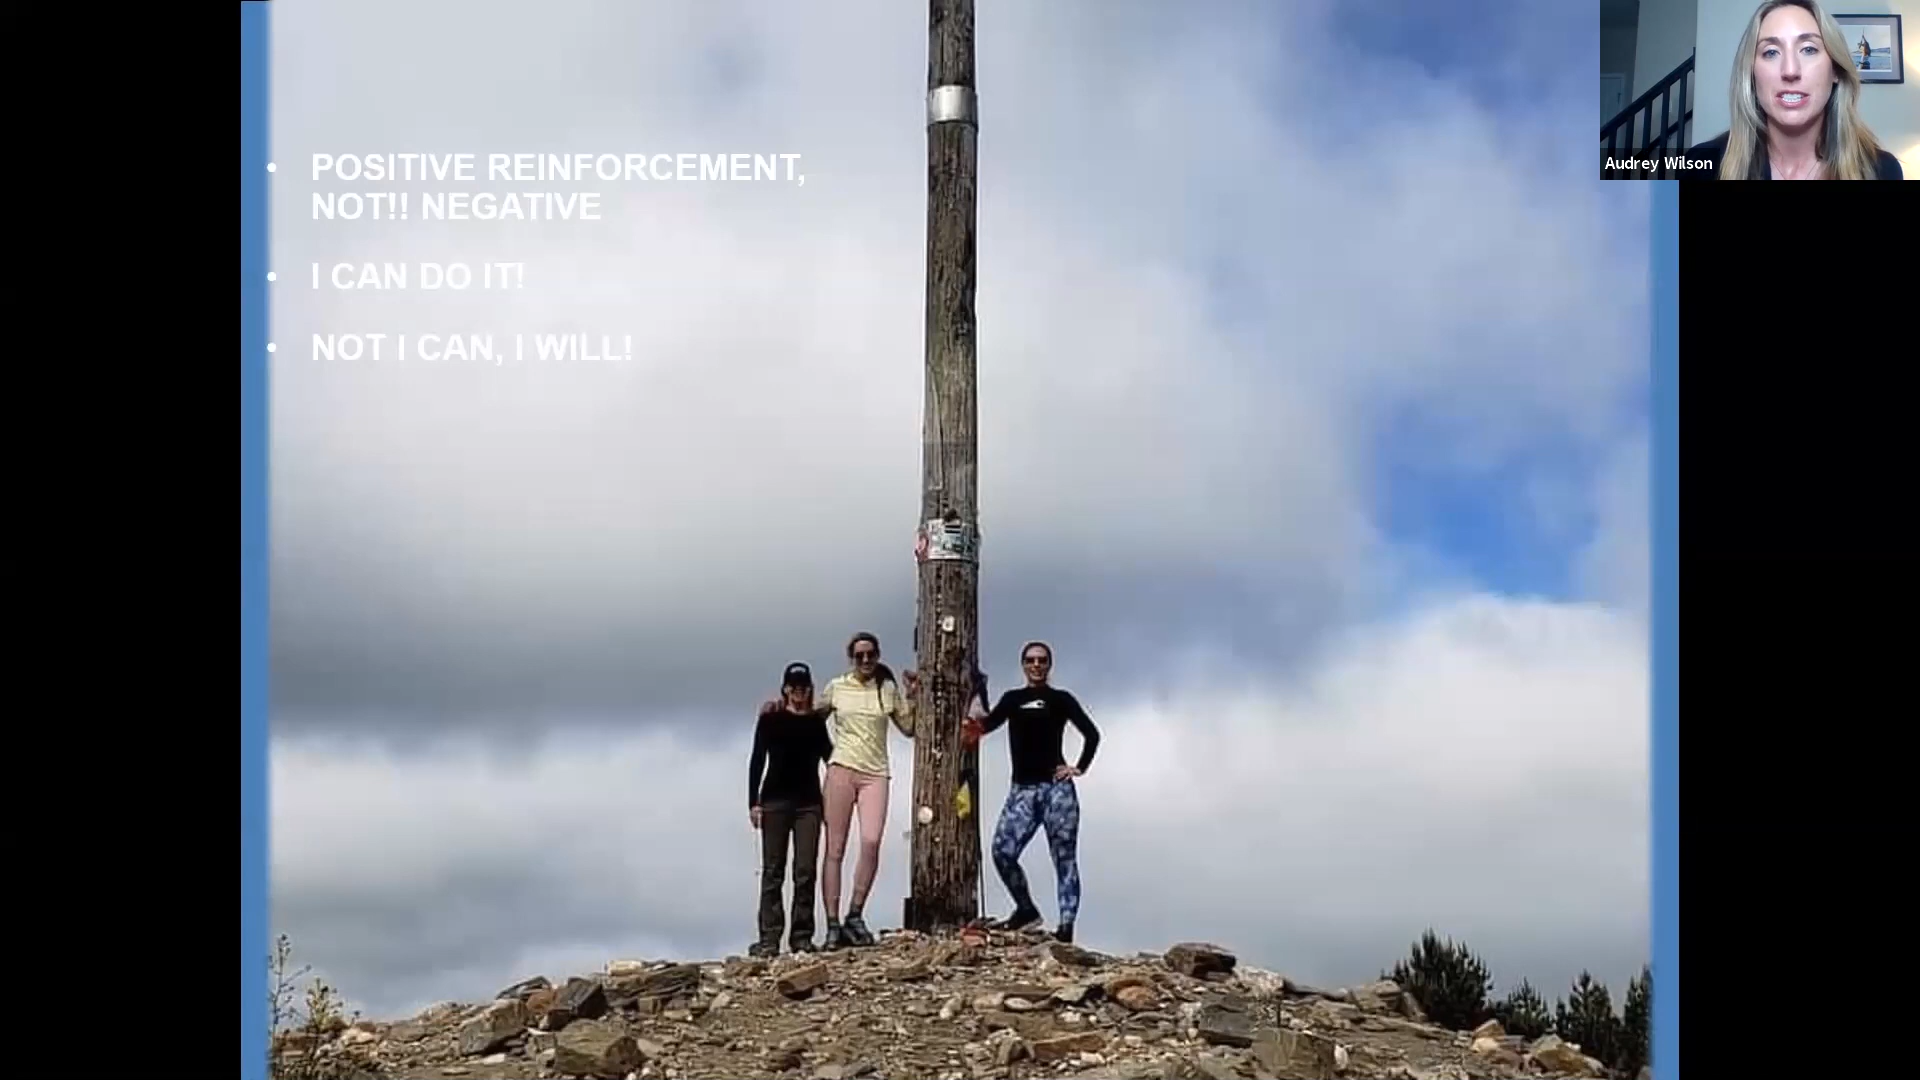 • POSITIVE REINFORCEMENT,
NOT!! NEGATIVE
• I CAN DO IT!
• NOT I CAN, I WILL!
Audrey Wilson